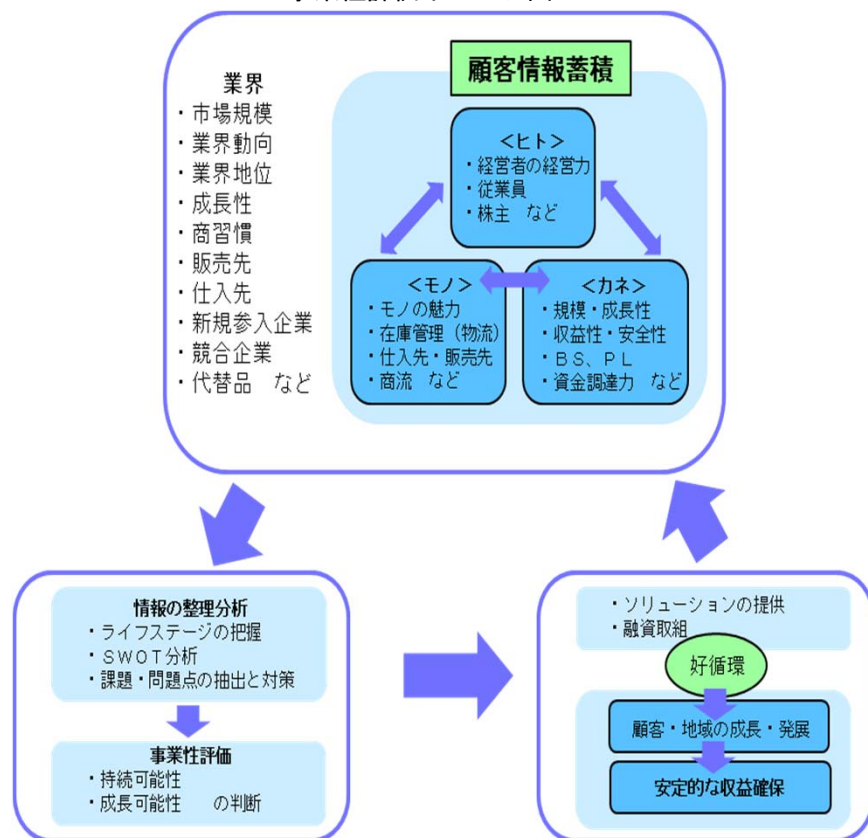 顧客情報蓄積
業界
・市場規模
・業界動向
・業界地位
・成長性
・商習慣
・販売先
・仕入先
・新規参入企業
・競合企業
・代替品 など
<ヒト>
・経営者の経営力
・従業員
・株主 など
<モノ>
・モノの魅力
・在庫管理（物流）
・仕入先・販売先
・商流 など
<カネ>
・規模・成長性
・収益性・安全性
・ＢＳ、ＰＬ
・資金調達力 など
情報の整理分析
・ライフステージの把握
・ＳＷＯＴ分析
・課題・問題点の抽出と対策
事業性評価
・持続可能性
・成長可能性 の判断
・ソリューションの提供
・融資取組
好循環
顧客・地域の成長・発展
安定的な収益確保